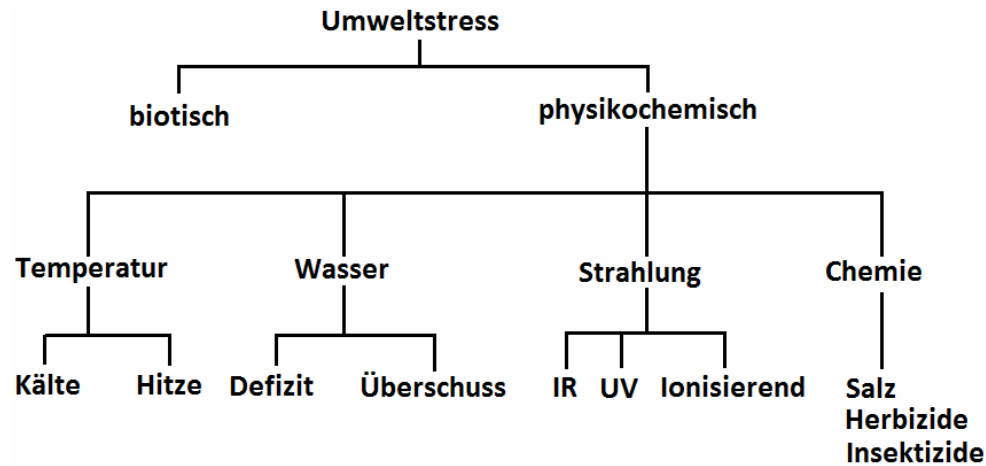 Umweltstress
biotisch physikochemisch
Temperatur Wasser Strahlung Chemie
Kälte Hitze Defizit Überschuss IR UV Ionisierend Salz
Herbizide
Insektizide